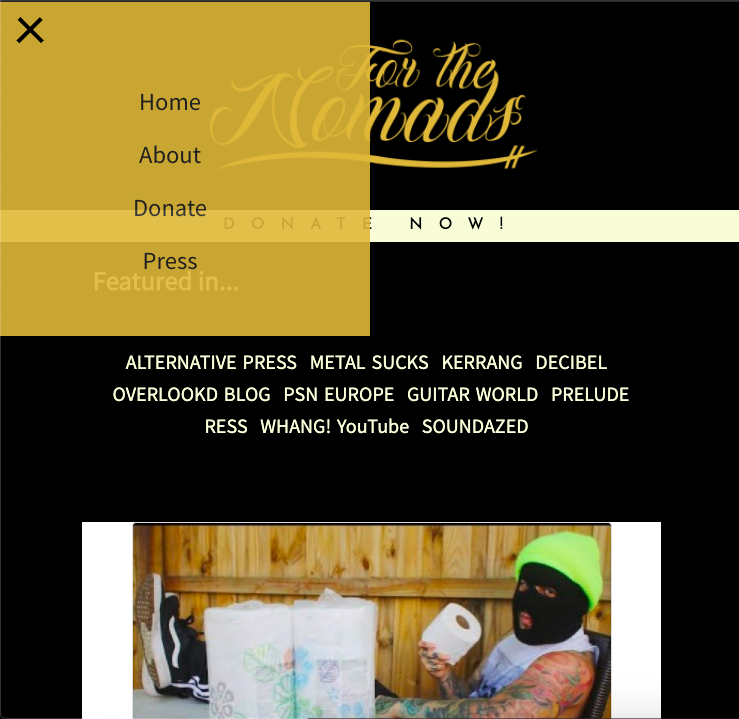 For the
Nomads
Home
About
Donate
DONATE NOW!
Press
Featured in...
ALTERNATIVE PRESS METAL SUCKS KERRANG DECIBEL
OVERLOOKD BLOG PSN EUROPE GUITAR WORLD PRELUDE
RESS WHANG! YouTube SOUNDAZED